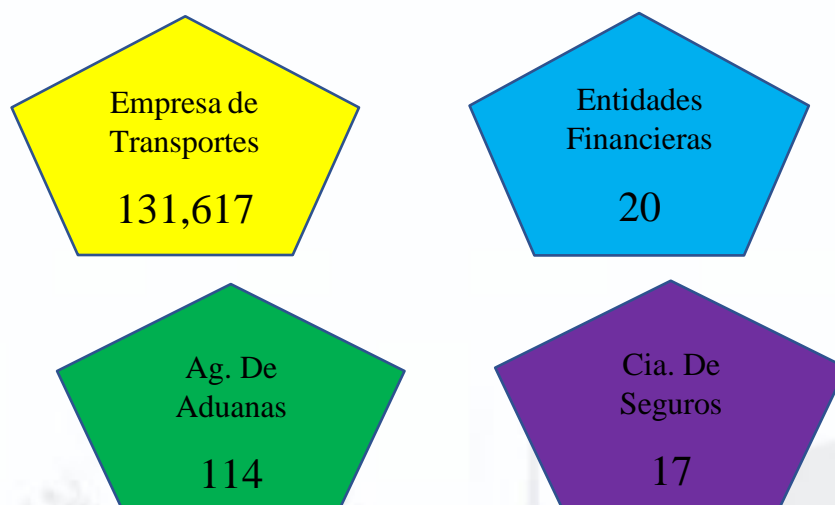 Empresa de
Transportes
131,617
Entidades
Financieras
20
Ag. De
Aduanas
114
Cia. De
Seguros
17